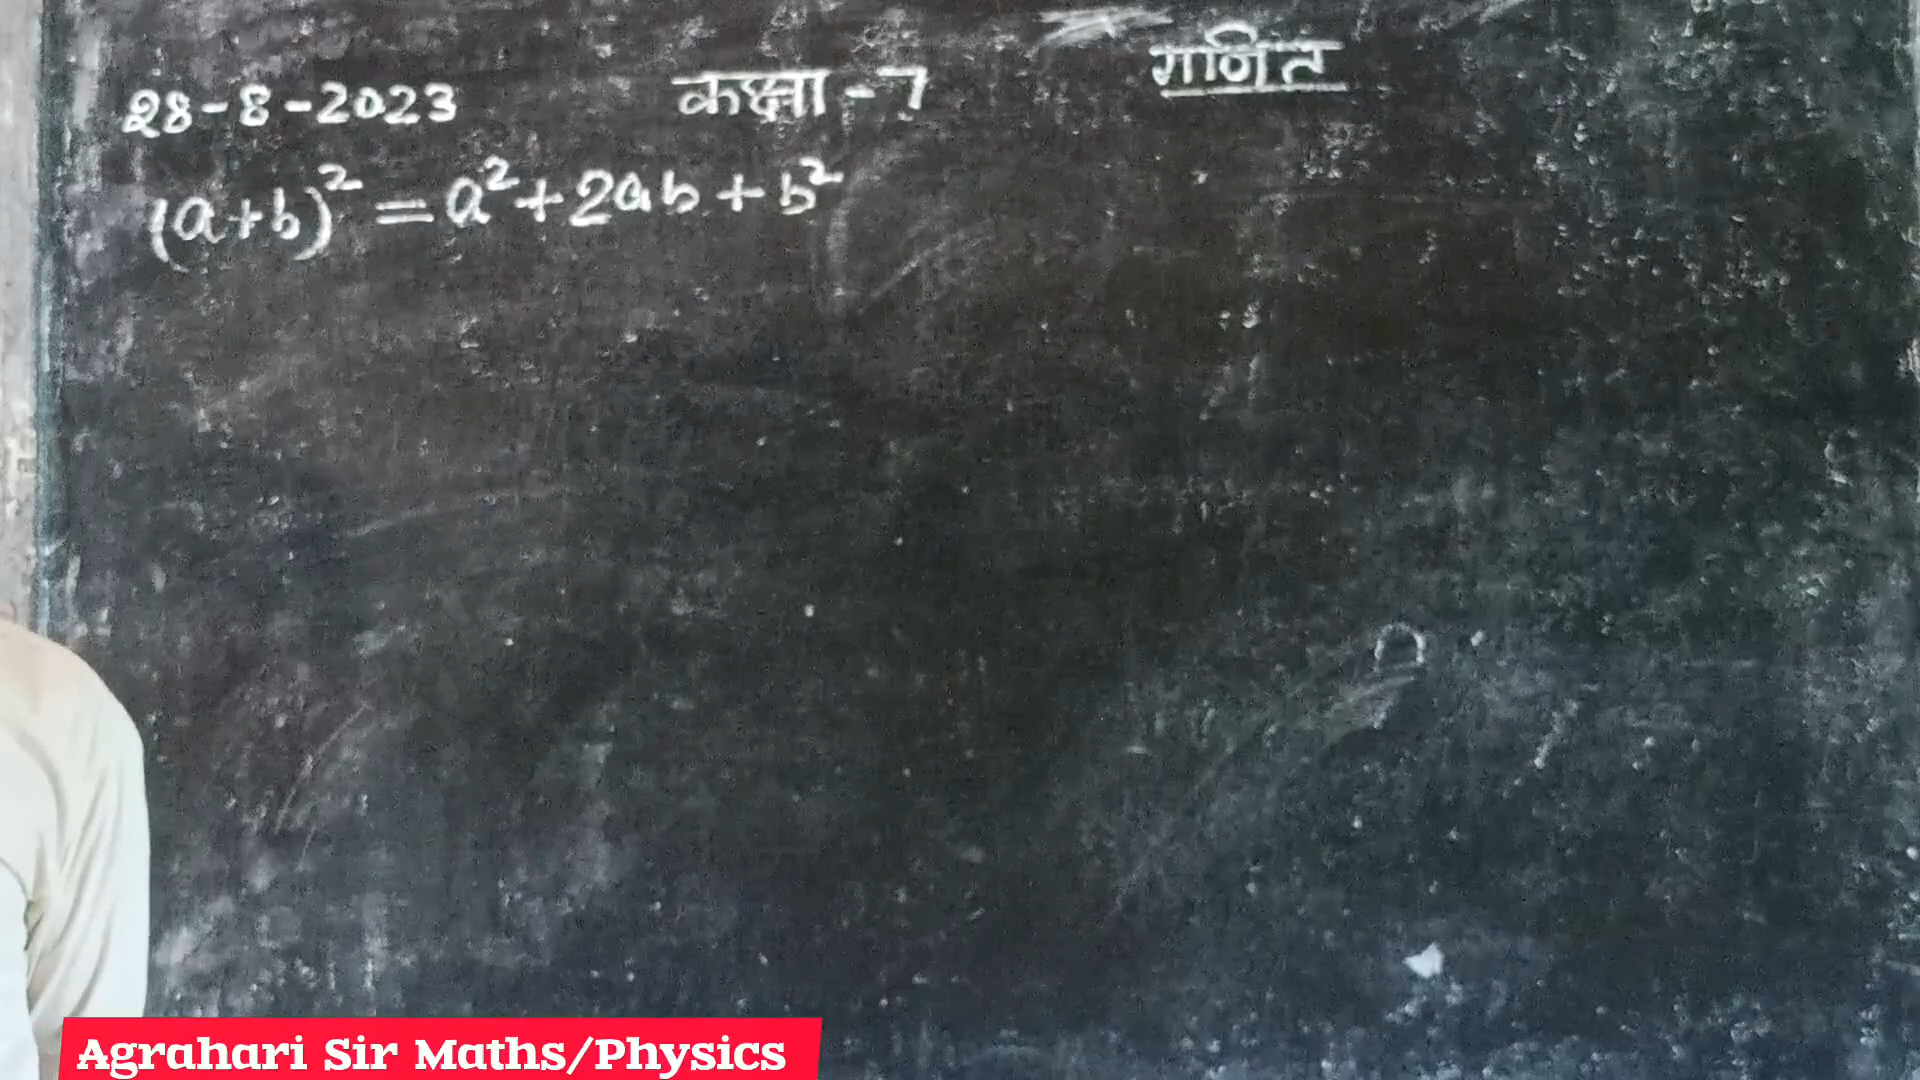 28-8-2023 कक्षा-7 गणित
(a+b)² = a²+2ab+b²
Agrahari Sir Maths/Physics